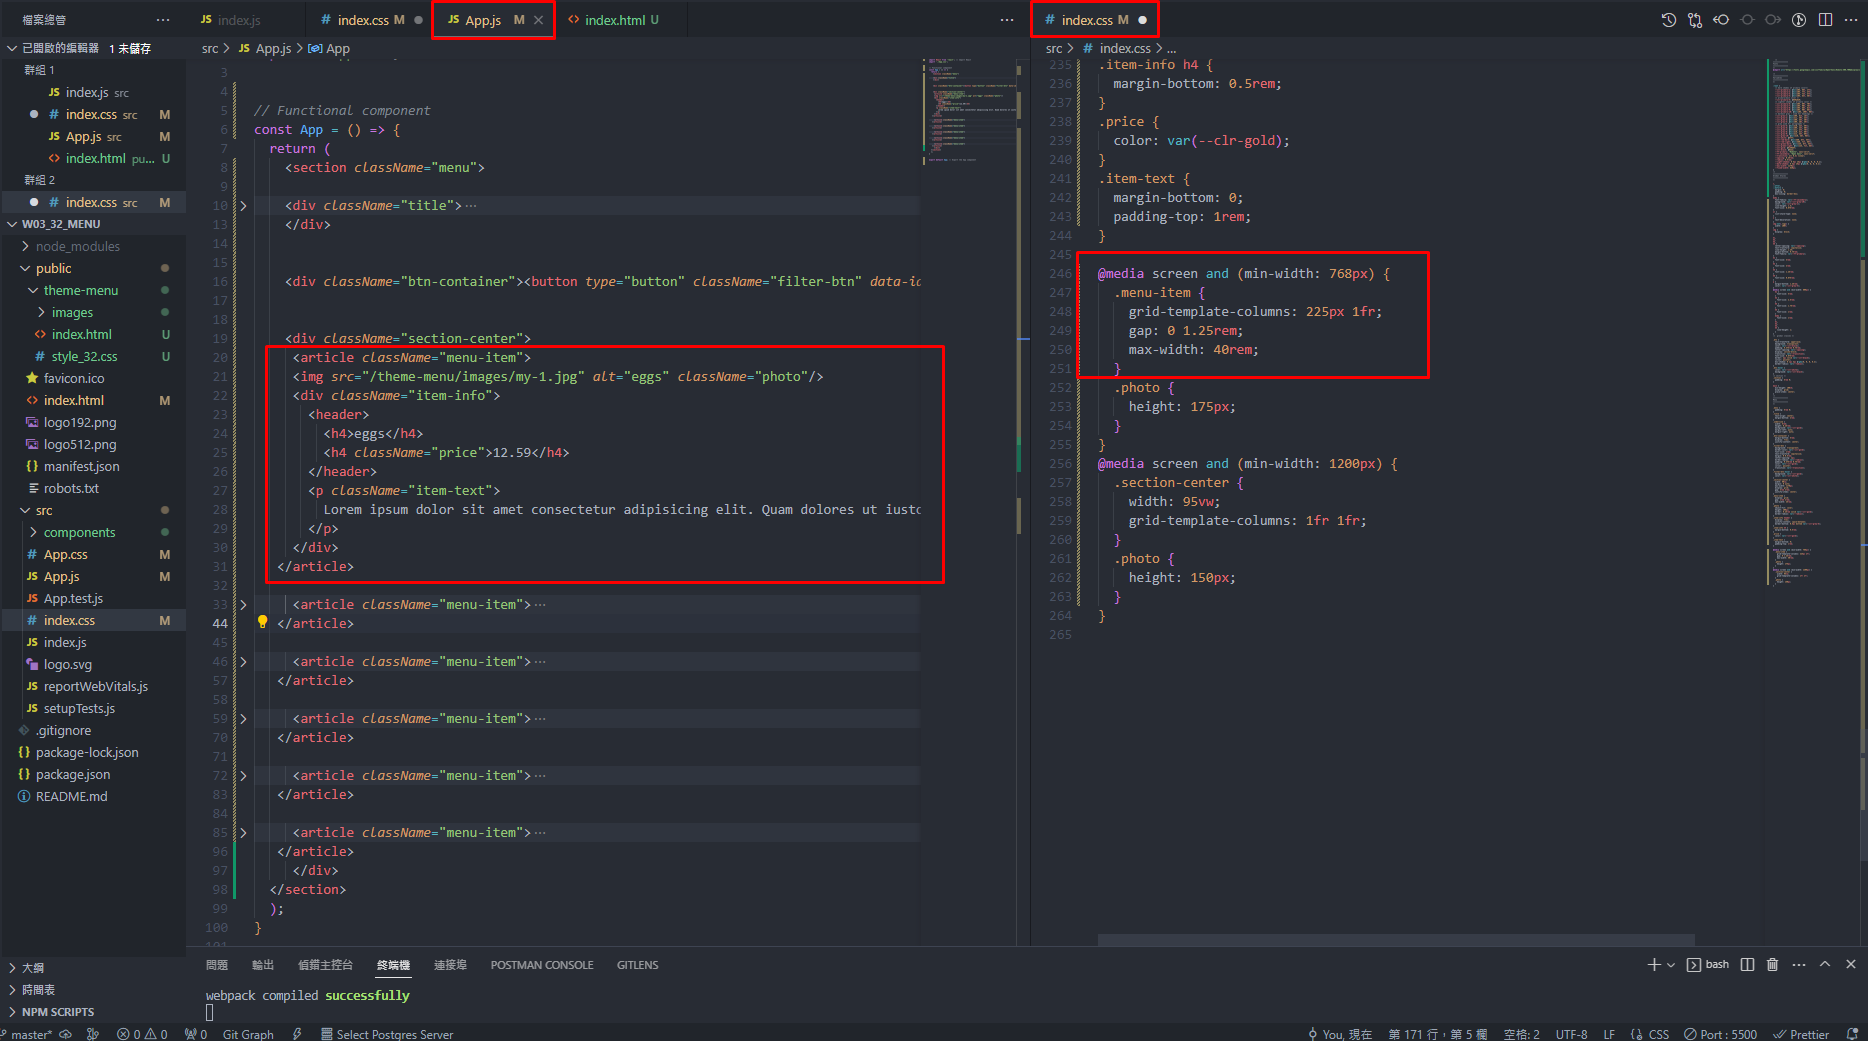 檔案總管 ···
已開啟的編輯器 1 未儲存
群組 1
index.js src
index.css src M
App.js src M
index.html pu... U
群組 2
index.css src M
W03_32_MENU
node_modules
public
theme-menu
images
index.html U
style_32.css U
favicon.ico
index.html M
logo192.png
logo512.png
manifest.json
robots.txt
src
components
App.css M
App.js M
App.test.js
index.css M
index.js
logo.svg
reportWebVitals.js
setupTests.js
.gitignore
package-lock.json
package.json
README.md
大綱
時間表
NPM SCRIPTS
JS index.js
# index.css M
JS App.js M
<> index.html U
···
src > JS App.js > App
3
4
5 // Functional component
6 const App = () => {
7 return (
8 <section className="menu">
9
10 <div className="title">···
13 </div>
14
15
16 <div className="btn-container"><button type="button" className="filter-btn" data-id
17
18
19 <div className="section-center">
20 <article className="menu-item">
21 <img src="/theme-menu/images/my-1.jpg" alt="eggs" className="photo"/>
22 <div className="item-info">
23 <header>
24 <h4>eggs</h4>
25 <h4 className="price">12.59</h4>
26 </header>
27 <p className="item-text">
28 Lorem ipsum dolor sit amet consectetur adipisicing elit. Quam dolores ut iusto
29 </p>
30 </div>
31 </article>
32
33 <article className="menu-item">···
44 </article>
45
46 <article className="menu-item">···
57 </article>
58
59 <article className="menu-item">···
70 </article>
71
72 <article className="menu-item">···
83 </article>
84
85 <article className="menu-item">···
96 </article>
97 </div>
98 </section>
99 );
100 }
101
# index.css M
···
src > # index.css > ...
235 .item-info h4 {
236 margin-bottom: 0.5rem;
237 }
238 .price {
239 color: var(--clr-gold);
240 }
241 .item-text {
242 margin-bottom: 0;
243 padding-top: 1rem;
244 }
245
246 @media screen and (min-width: 768px) {
247 .menu-item {
248 grid-template-columns: 225px 1fr;
249 gap: 0 1.25rem;
250 max-width: 40rem;
251 }
252 .photo {
253 height: 175px;
254 }
255 }
256 @media screen and (min-width: 1200px) {
257 .section-center {
258 width: 95vw;
259 grid-template-columns: 1fr 1fr;
260 }
261 .photo {
262 height: 150px;
263 }
264 }
265
問題 輸出 偵錯主控台 終端機 連接埠 POSTMAN CONSOLE GITLENS
bash ···
webpack compiled successfully
master* 0 0 0 Git Graph Select Postgres Server
You, 現在 第 171 行，第 5 欄 空格: 2 UTF-8 LF {} CSS Port : 5500 Prettier